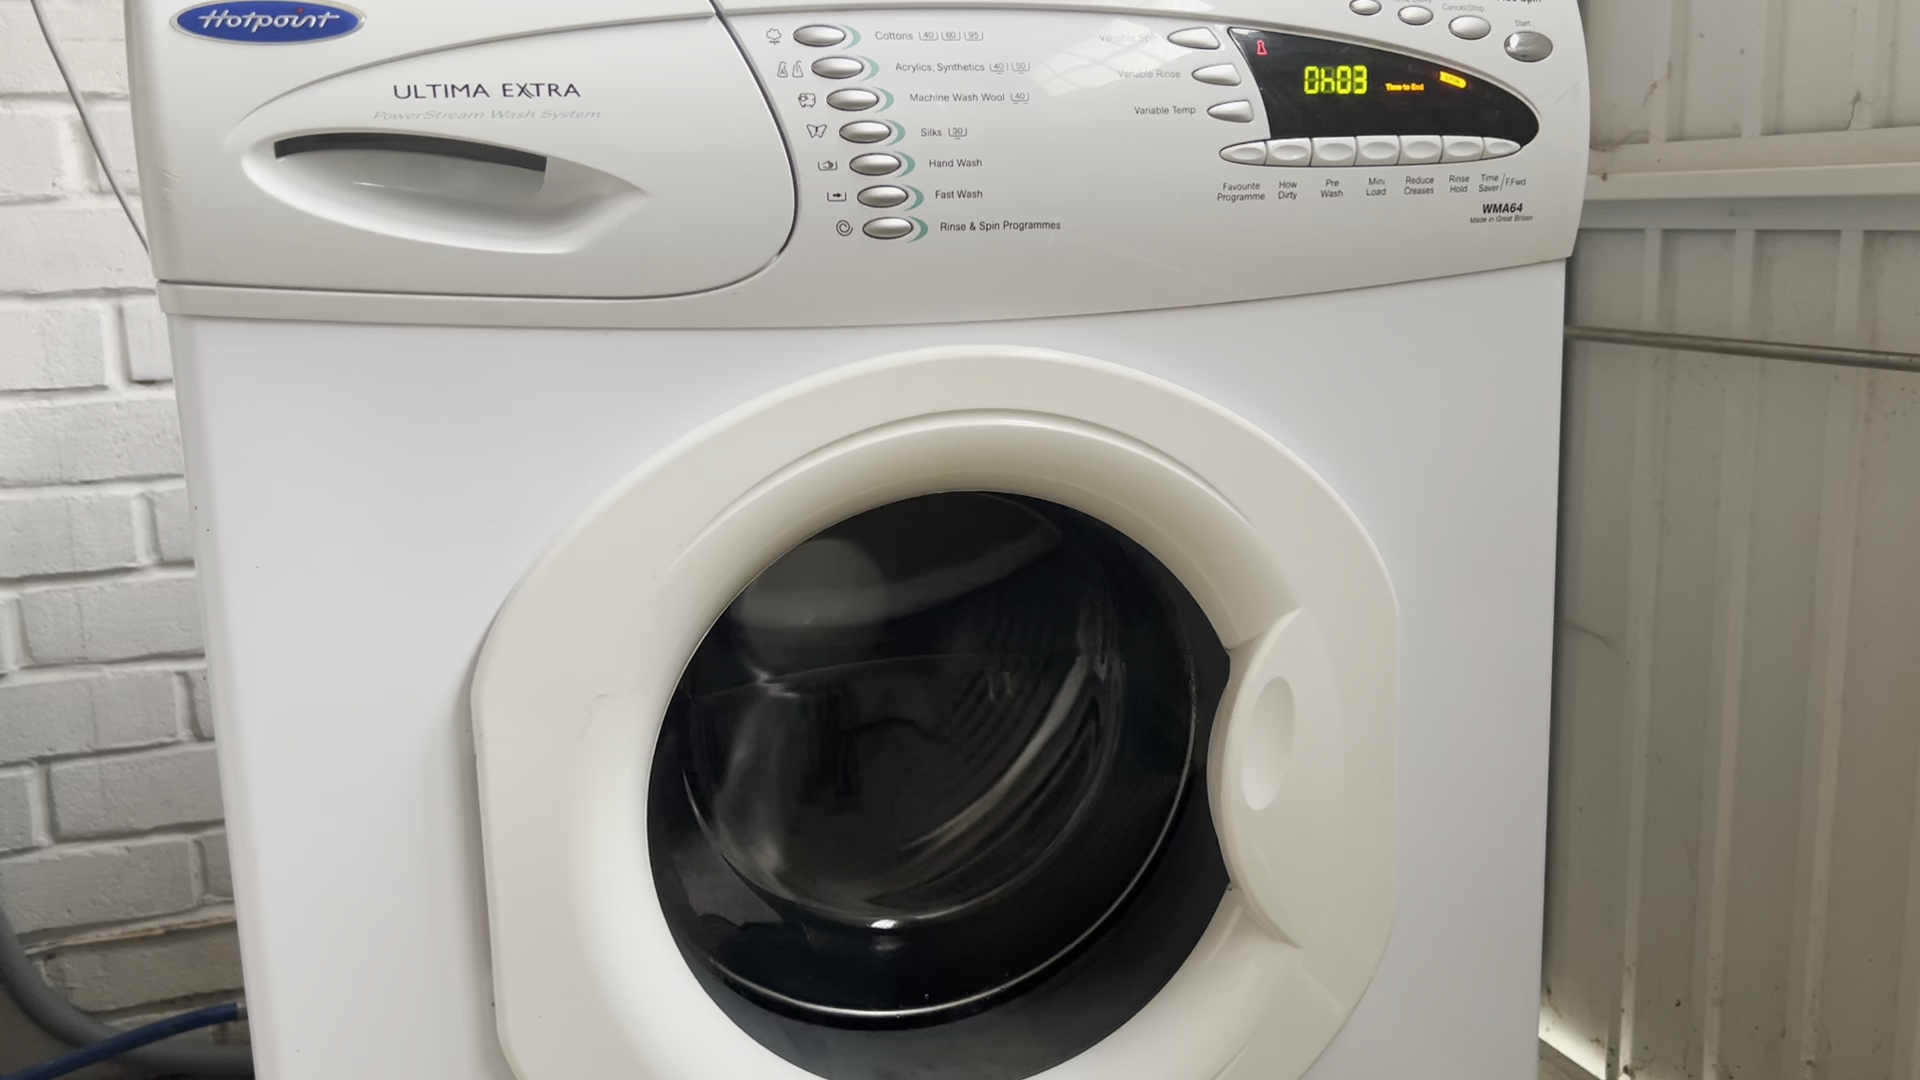 Hotpoint
ULTIMA EXTRA
PowerStream Wash System
Cottons 40 60 95
Acrylics, Synthetics 40 50
Machine Wash Wool 40
Silks 30
Hand Wash
Fast Wash
Rinse & Spin Programmes
Variable Spin
Variable Rinse
Variable Temp
Cancel/Stop
Start
0h03
Time to End
Favourite Programme
How Dirty
Pre Wash
Mini Load
Reduce Creases
Rinse Hold
Time Saver/F.Fwd
WMA64
Made in Great Britain